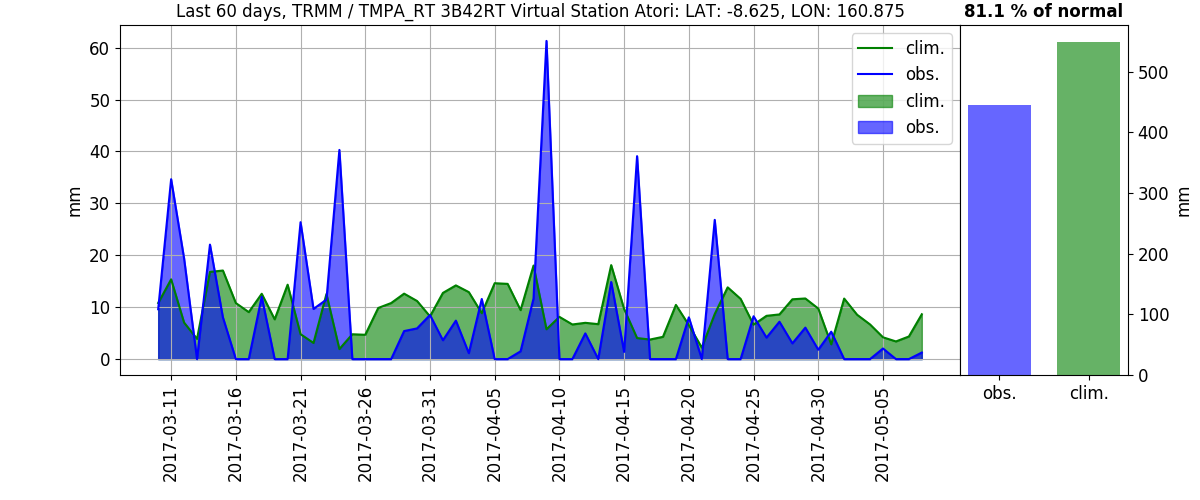 Last 60 days, TRMM / TMPA_RT 3B42RT Virtual Station Atori: LAT: -8.625, LON: 160.875
81.1 % of normal
clim.
obs.
clim.
obs.
mm
60
50
40
30
20
10
0
2017-03-11
2017-03-16
2017-03-21
2017-03-26
2017-03-31
2017-04-05
2017-04-10
2017-04-15
2017-04-20
2017-04-25
2017-04-30
2017-05-05
500
400
300
200
100
0
mm
obs.
clim.